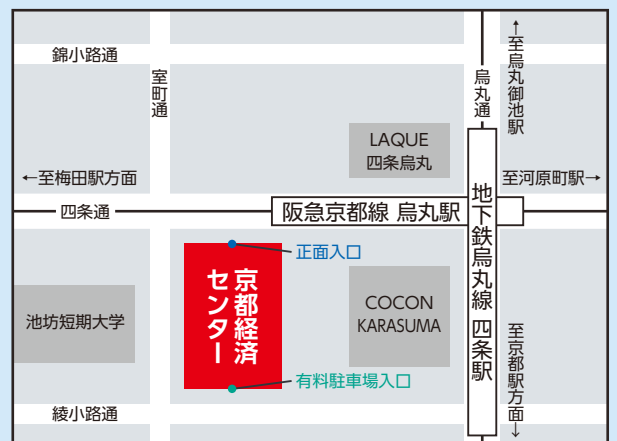 錦小路通
室町通
烏丸通
↑至烏丸御池駅
LAQUE
四条烏丸
←至梅田駅方面
至河原町駅→
四条通
阪急京都線 烏丸駅
地下鉄烏丸線 四条駅
正面入口
京都経済
センター
COCON
KARASUMA
池坊短期大学
有料駐車場入口
至京都駅方面→
綾小路通